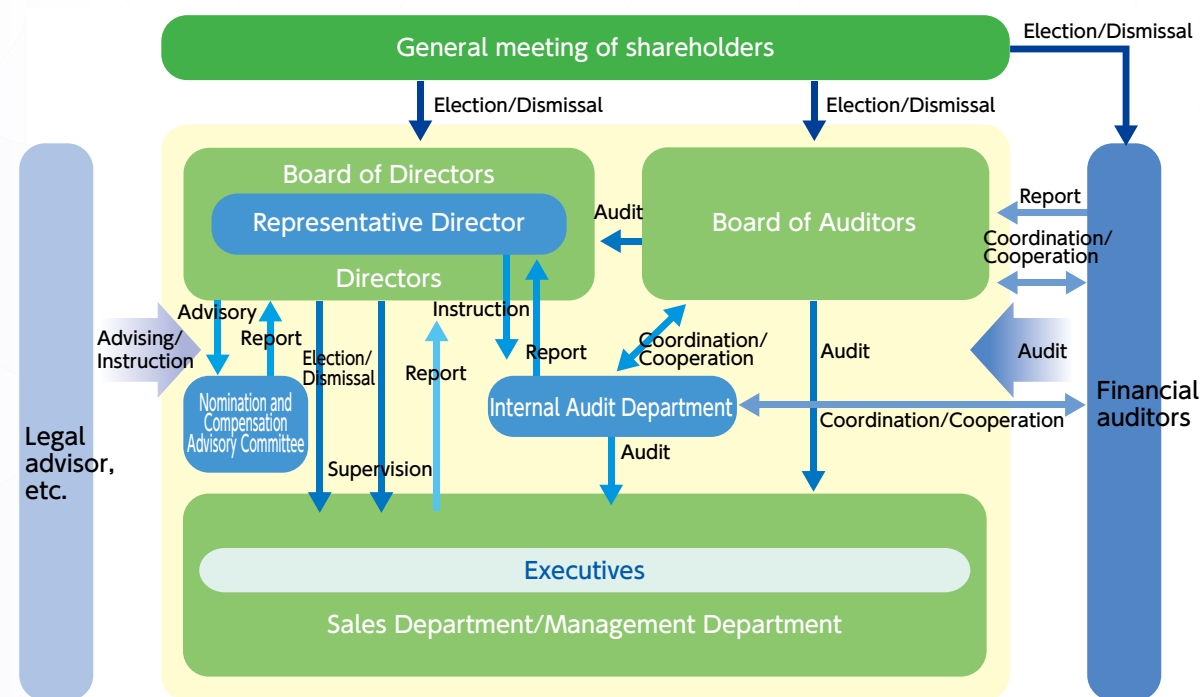 General meeting of shareholders
Election/Dismissal
Election/Dismissal
Election/Dismissal
Board of Directors
Representative Director
Directors
Audit
Board of Auditors
Report
Coordination/
Cooperation
Advising/
Instruction
Advisory
Report
Election/
Dismissal
Report
Instruction
Report
Coordination/
Cooperation
Audit
Audit
Nomination and
Compensation
Advisory Committee
Internal Audit Department
Coordination/Cooperation
Financial
auditors
Legal
advisor,
etc.
Supervision
Audit
Executives
Sales Department/Management Department